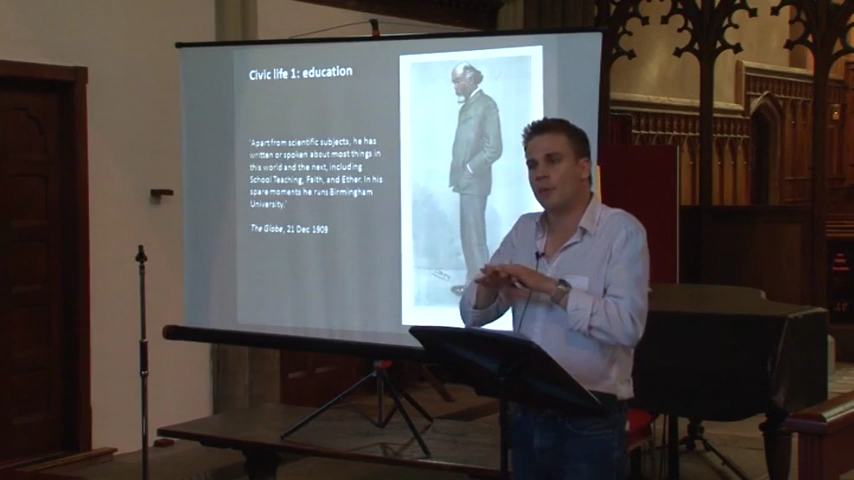 Civic life 1: education
'Apart from scientific subjects, he has
written or spoken about most things in
this world and the next, including
School Teaching, Faith, and Ether. In his
spare moments he runs Birmingham
University.'
The Globe, 21 Dec 1909